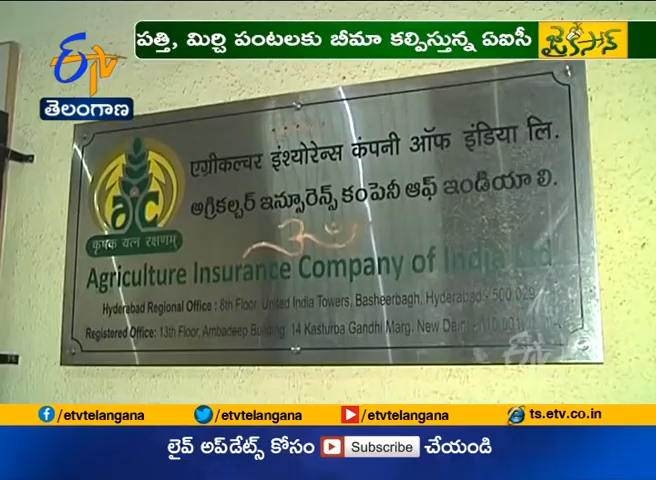 పత్తి, మిర్చి పంటలకు బీమా కల్పిస్తున్న ఏఐసీ
జైకిసాన్
ETV
తెలంగాణ
एग्रीकल्चर इंश्योरेन्स कंपनी ऑफ इंडिया लि.
అగ్రికల్చర్ ఇన్సూరెన్స్ కంపెనీ ఆఫ్ ఇండియా లి.
कृषक यत्न रक्षणम्
Agriculture Insurance Company of India Ltd
Hyderabad Regional Office : 8th Floor, United India Towers, Basheerbagh, Hyderabad - 500 029
Registered Office: 13th Floor, Ambadeep Building, 14 Kasturba Gandhi Marg, New Delhi - 110 001
/etvtelangana /etvtelangana /etvtelangana ts.etv.co.in
లైవ్ అప్‌డేట్స్ కోసం Subscribe చేయండి